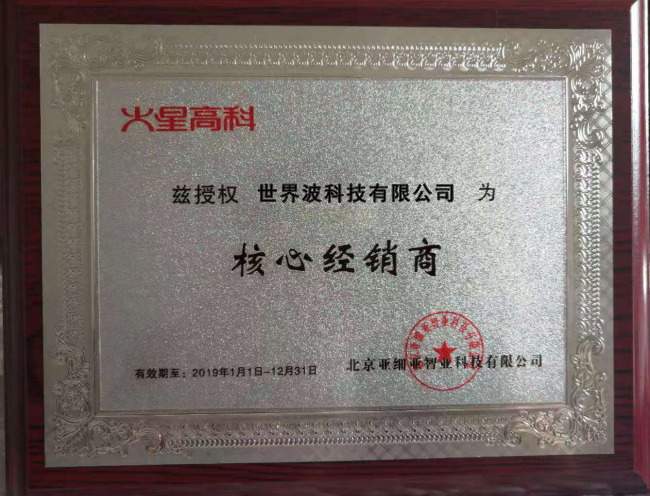 火星高科
兹授权 世界波科技有限公司 为
核心经销商
有效期至：2019年1月1日-12月31日
北京亚细亚智业科技有限公司